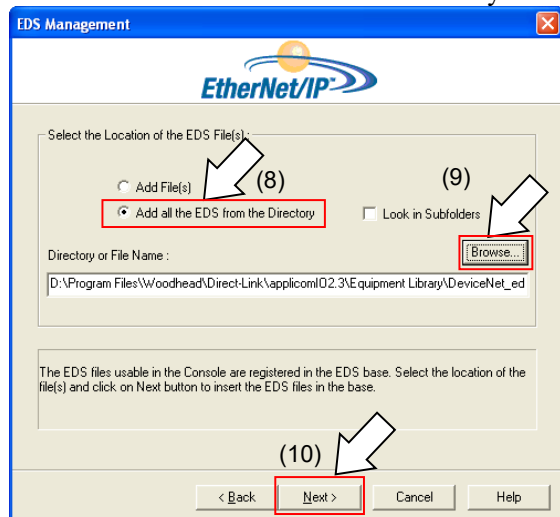 EDS Management
EtherNet/IP
Select the Location of the EDS File(s) :
Add File(s)
(8)
(9)
Add all the EDS from the Directory
Look in Subfolders
Directory or File Name :
Browse...
D:\Program Files\Woodhead\Direct-Link\applicomIO2.3\Equipment Library\DeviceNet_ed
The EDS files usable in the Console are registered in the EDS base. Select the location of the
file(s) and click on Next button to insert the EDS files in the base.
(10)
< Back
Next >
Cancel
Help